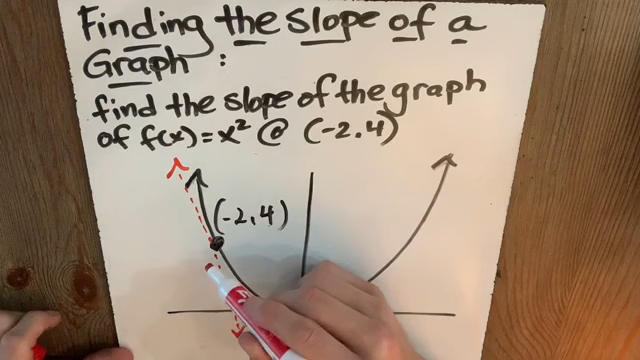 Finding the slope of a
Graph :
find the slope of the graph
of f(x) = x² @ (-2,4)
(-2,4)